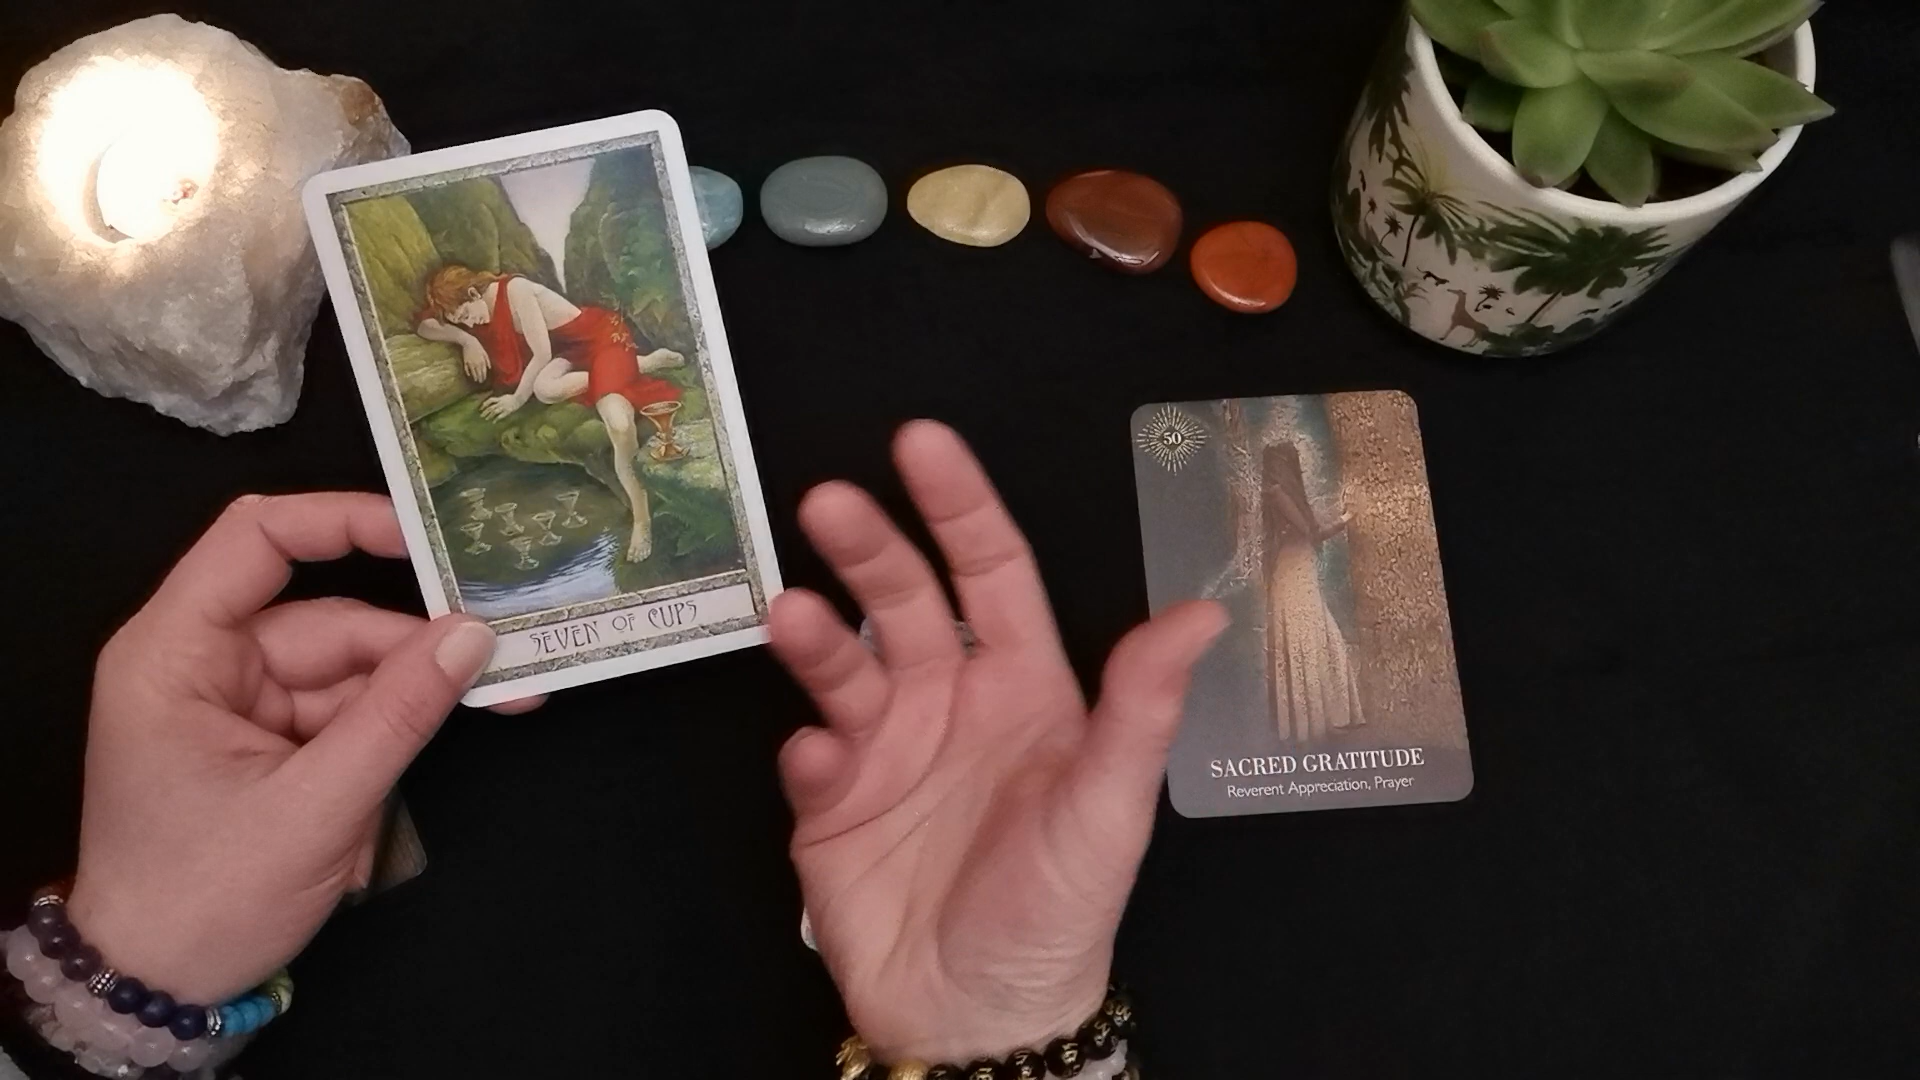 SEVEN OF CUPS
50
SACRED GRATITUDE
Reverent Appreciation, Prayer